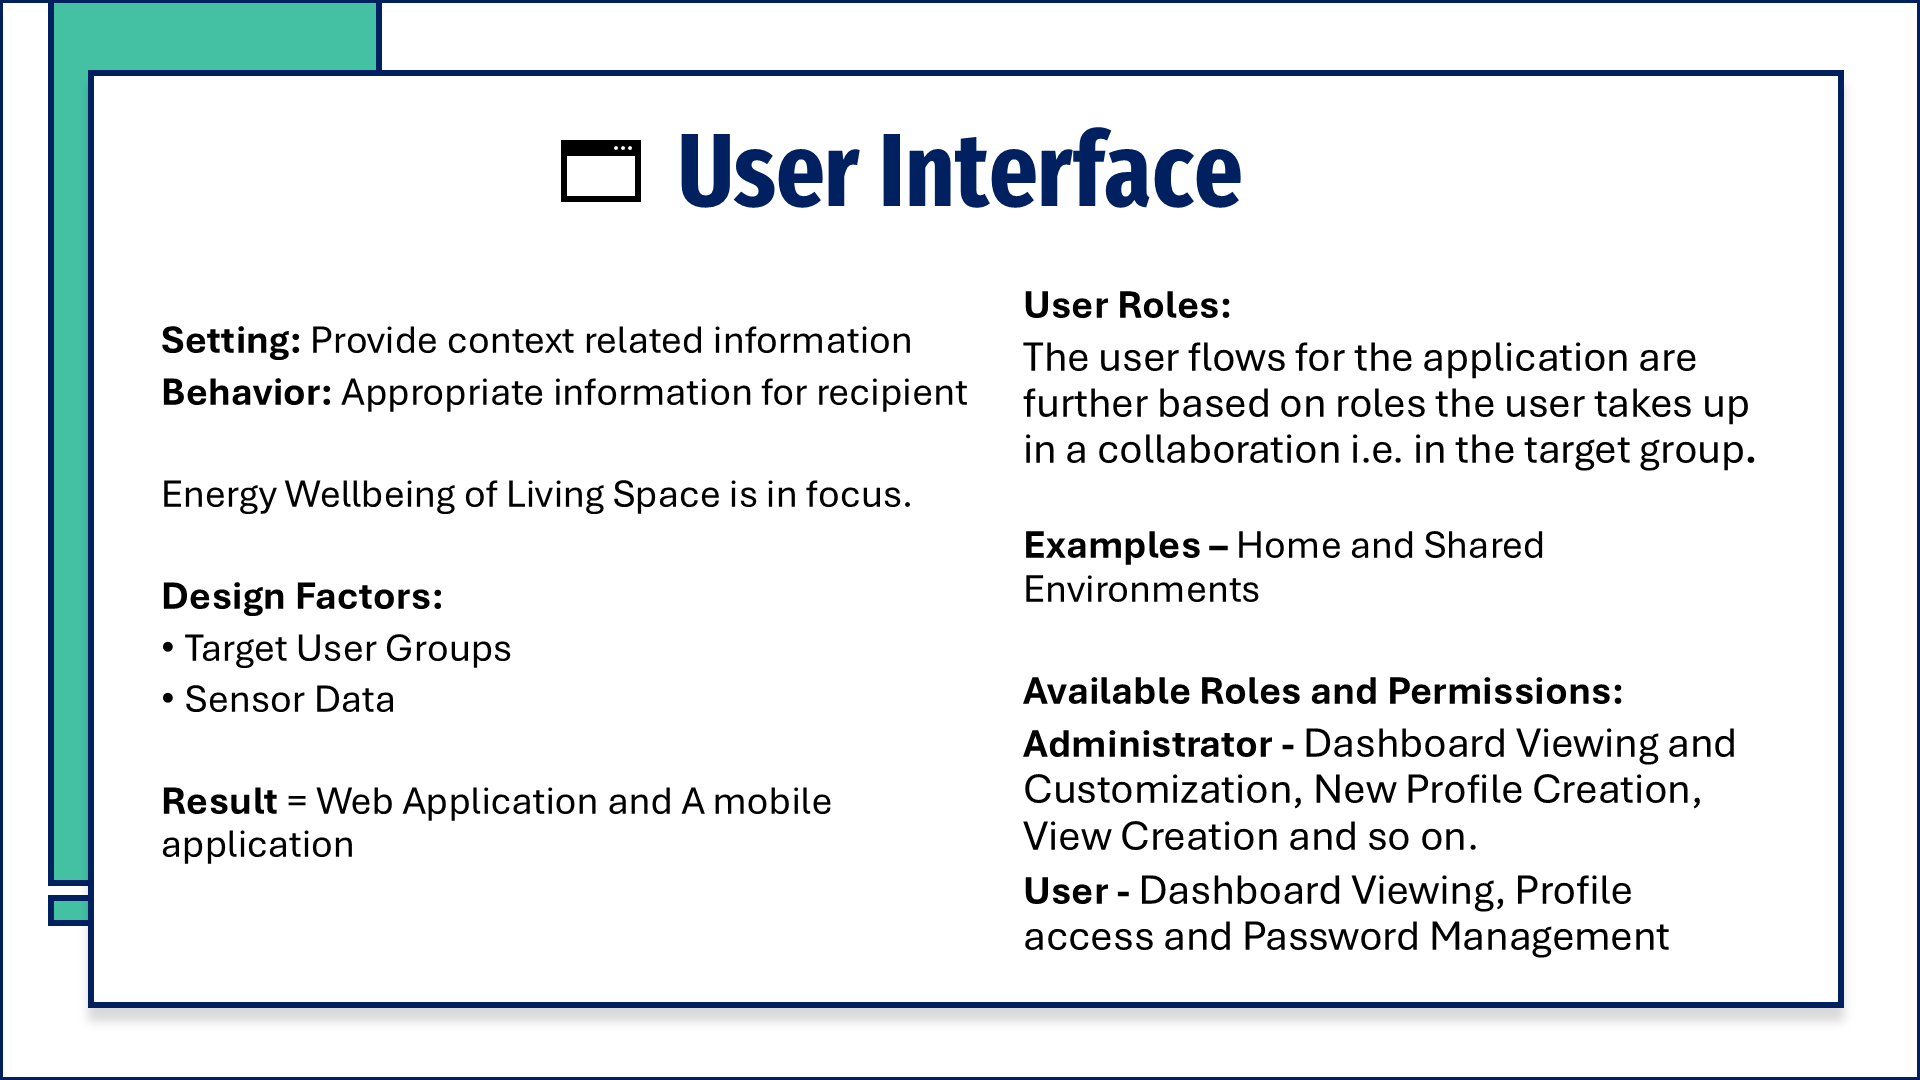 User Interface
Setting: Provide context related information
Behavior: Appropriate information for recipient
Energy Wellbeing of Living Space is in focus.
Design Factors:
• Target User Groups
• Sensor Data
Result = Web Application and A mobile
application
User Roles:
The user flows for the application are
further based on roles the user takes up
in a collaboration i.e. in the target group.
Examples – Home and Shared
Environments
Available Roles and Permissions:
Administrator - Dashboard Viewing and
Customization, New Profile Creation,
View Creation and so on.
User - Dashboard Viewing, Profile
access and Password Management